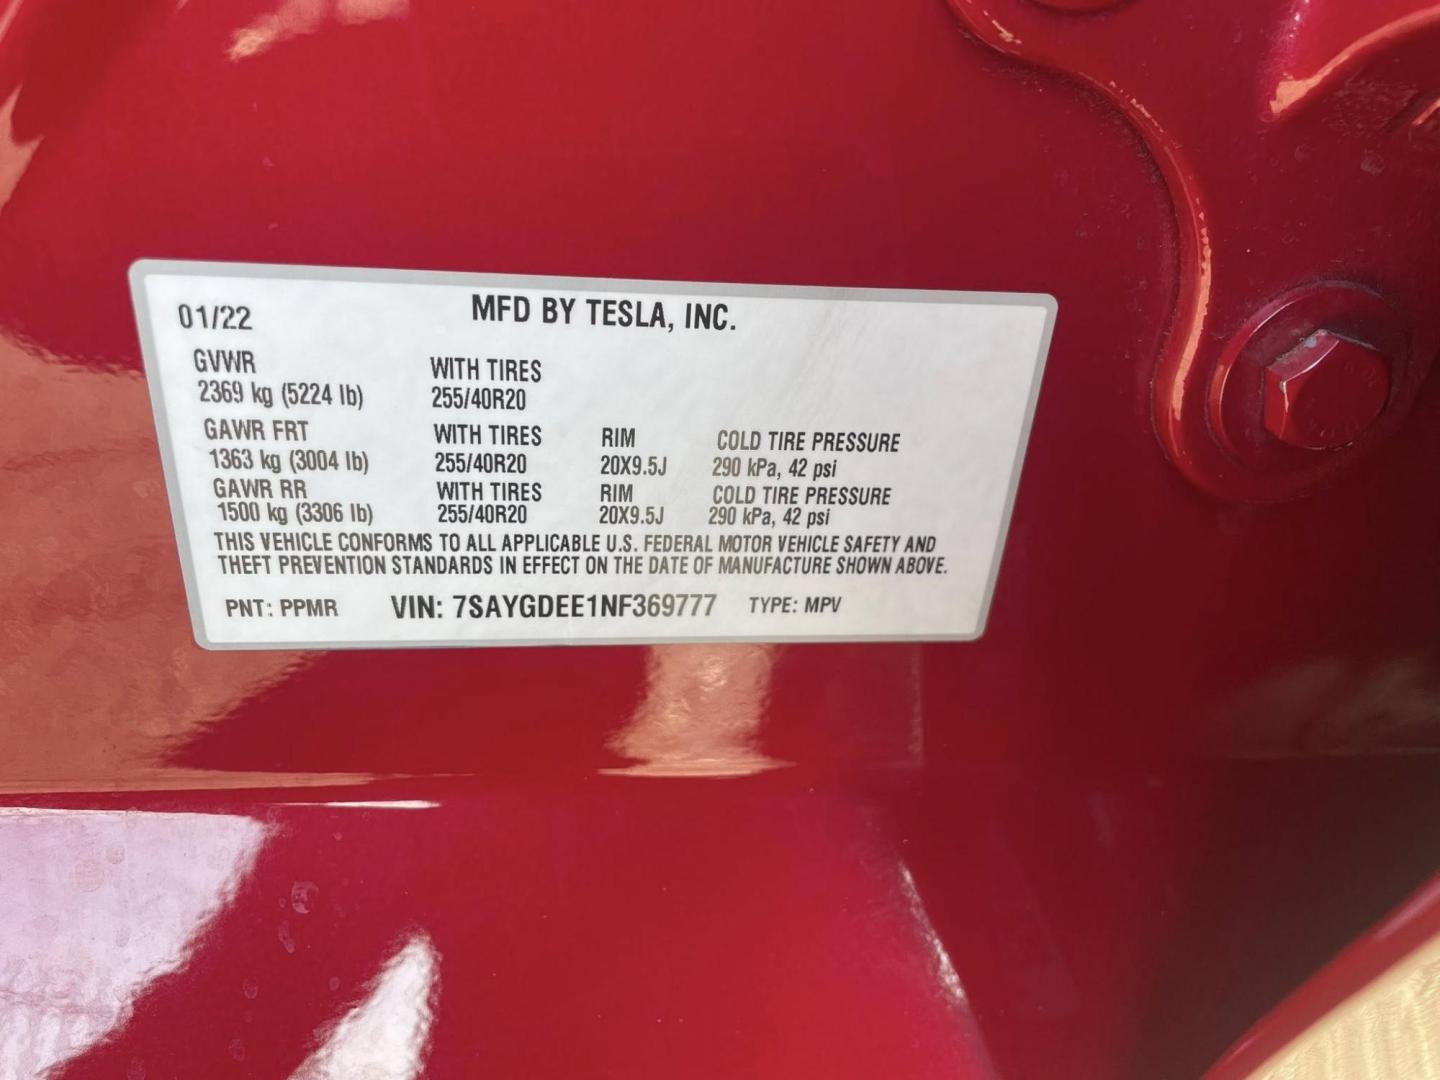 01/22 MFD BY TESLA, INC.
GVWR WITH TIRES
2369 kg (5224 lb) 255/40R20
GAWR FRT WITH TIRES RIM COLD TIRE PRESSURE
1363 kg (3004 lb) 255/40R20 20X9.5J 290 kPa, 42 psi
GAWR RR WITH TIRES RIM COLD TIRE PRESSURE
1500 kg (3306 lb) 255/40R20 20X9.5J 290 kPa, 42 psi
THIS VEHICLE CONFORMS TO ALL APPLICABLE U.S. FEDERAL MOTOR VEHICLE SAFETY AND
THEFT PREVENTION STANDARDS IN EFFECT ON THE DATE OF MANUFACTURE SHOWN ABOVE.
PNT: PPMR VIN: 7SAYGDEE1NF369777 TYPE: MPV